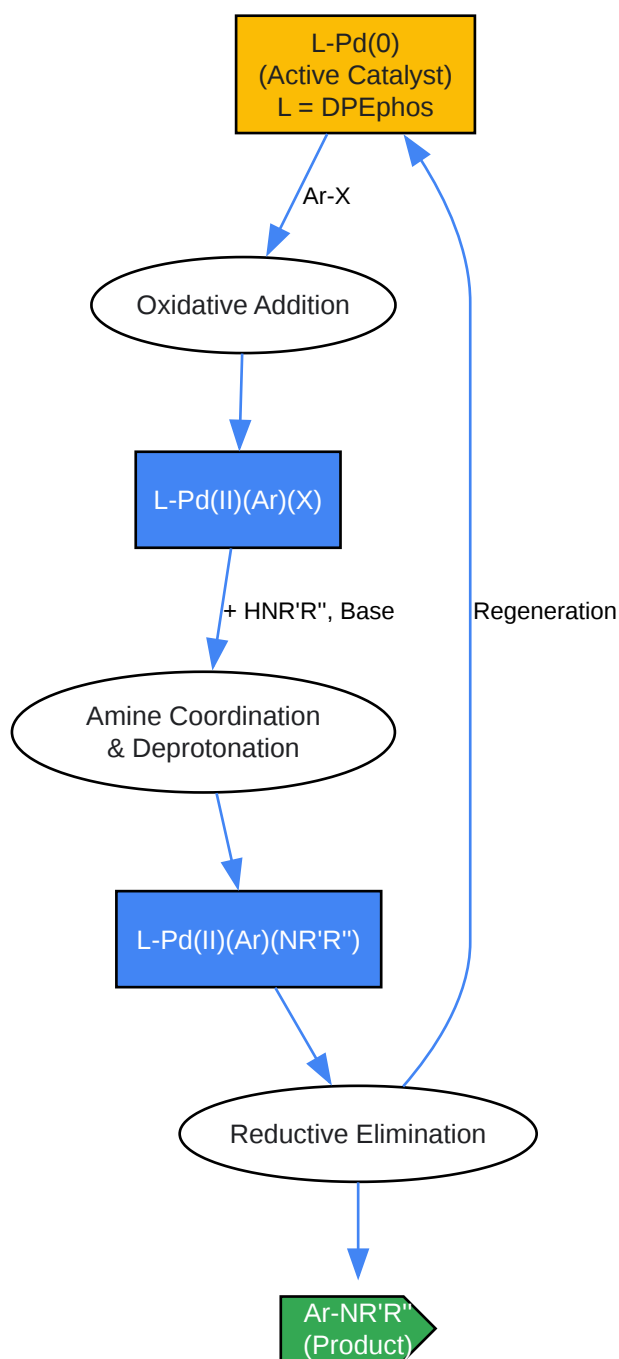 L-Pd(0)
(Active Catalyst)
L = DPEphos
Ar-X
Oxidative Addition
L-Pd(II)(Ar)(X)
+ HNR'R", Base
Regeneration
Amine Coordination
& Deprotonation
L-Pd(II)(Ar)(NR'R")
Reductive Elimination
Ar-NR'R"
(Product)